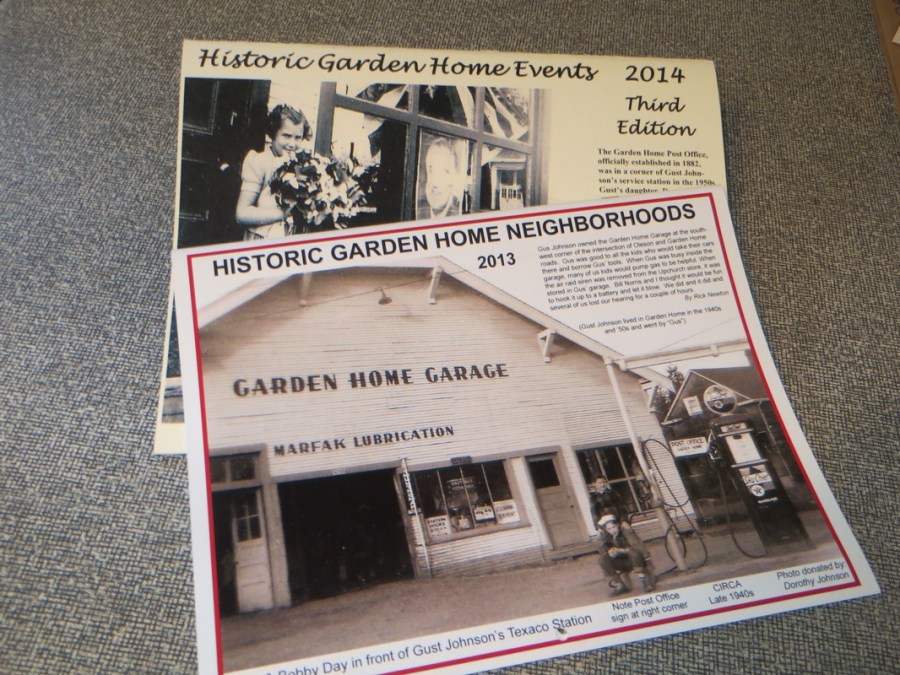 Historic Garden Home Events 2014
Third
Edition
The Garden Home Post Office,
officially established in 1882,
was in a corner of Gust John-
son's service station in the 1950s.
Gust's daughter,
HISTORIC GARDEN HOME NEIGHBORHOODS
2013
Gus Johnson owned the Garden Home Garage at the south-
west corner of the intersection of Oleson and Garden Home
roads. Gus was good to all the kids who would take their cars
there and borrow Gus' tools. When Gus was busy inside the
garage, many of us kids would pump gas to be helpful. When
the air raid siren was removed from the Upchurch store, it was
stored in Gus' garage. Bill Norris and I thought it would be fun
to hook it up to a battery and let it blow. We did and it did and
several of us lost our hearing for a couple of hours.
By Rick Newton
(Gust Johnson lived in Garden Home in the 1940s
and '50s and went by "Gus")
GARDEN HOME GARAGE
MARFAK LUBRICATION
POST OFFICE
Bobby Day in front of Gust Johnson's Texaco Station
Note Post Office
sign at right corner
CIRCA
Late 1940s
Photo donated by
Dorothy Johnson